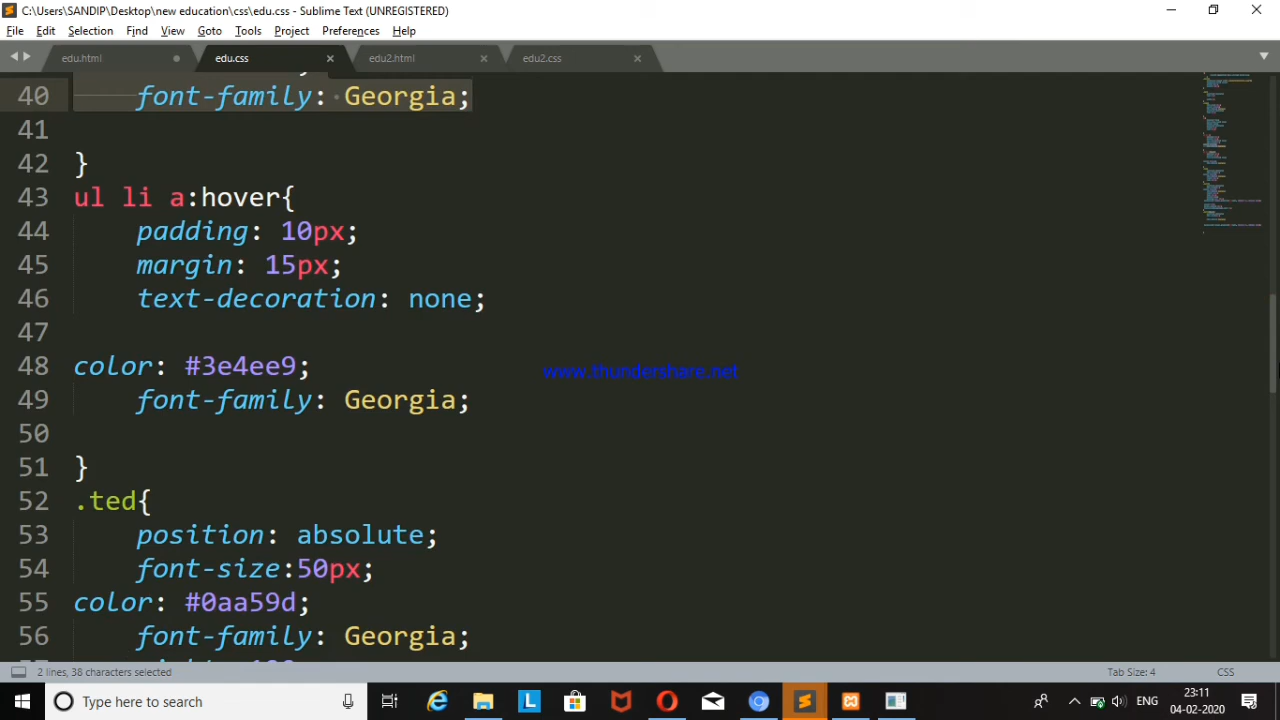 C:\Users\SANDIP\Desktop\new education\css\edu.css - Sublime Text (UNREGISTERED)
File Edit Selection Find View Goto Tools Project Preferences Help
edu.html edu.css edu2.html edu2.css
40 font-family: Georgia;
41
42 }
43 ul li a:hover{
44 padding: 10px;
45 margin: 15px;
46 text-decoration: none;
47
48 color: #3e4ee9;
www.thundershare.net
49 font-family: Georgia;
50
51 }
52 .ted{
53 position: absolute;
54 font-size:50px;
55 color: #0aa59d;
56 font-family: Georgia;
2 lines, 38 characters selected Tab Size: 4 CSS
Type here to search ENG 23:11
04-02-2020